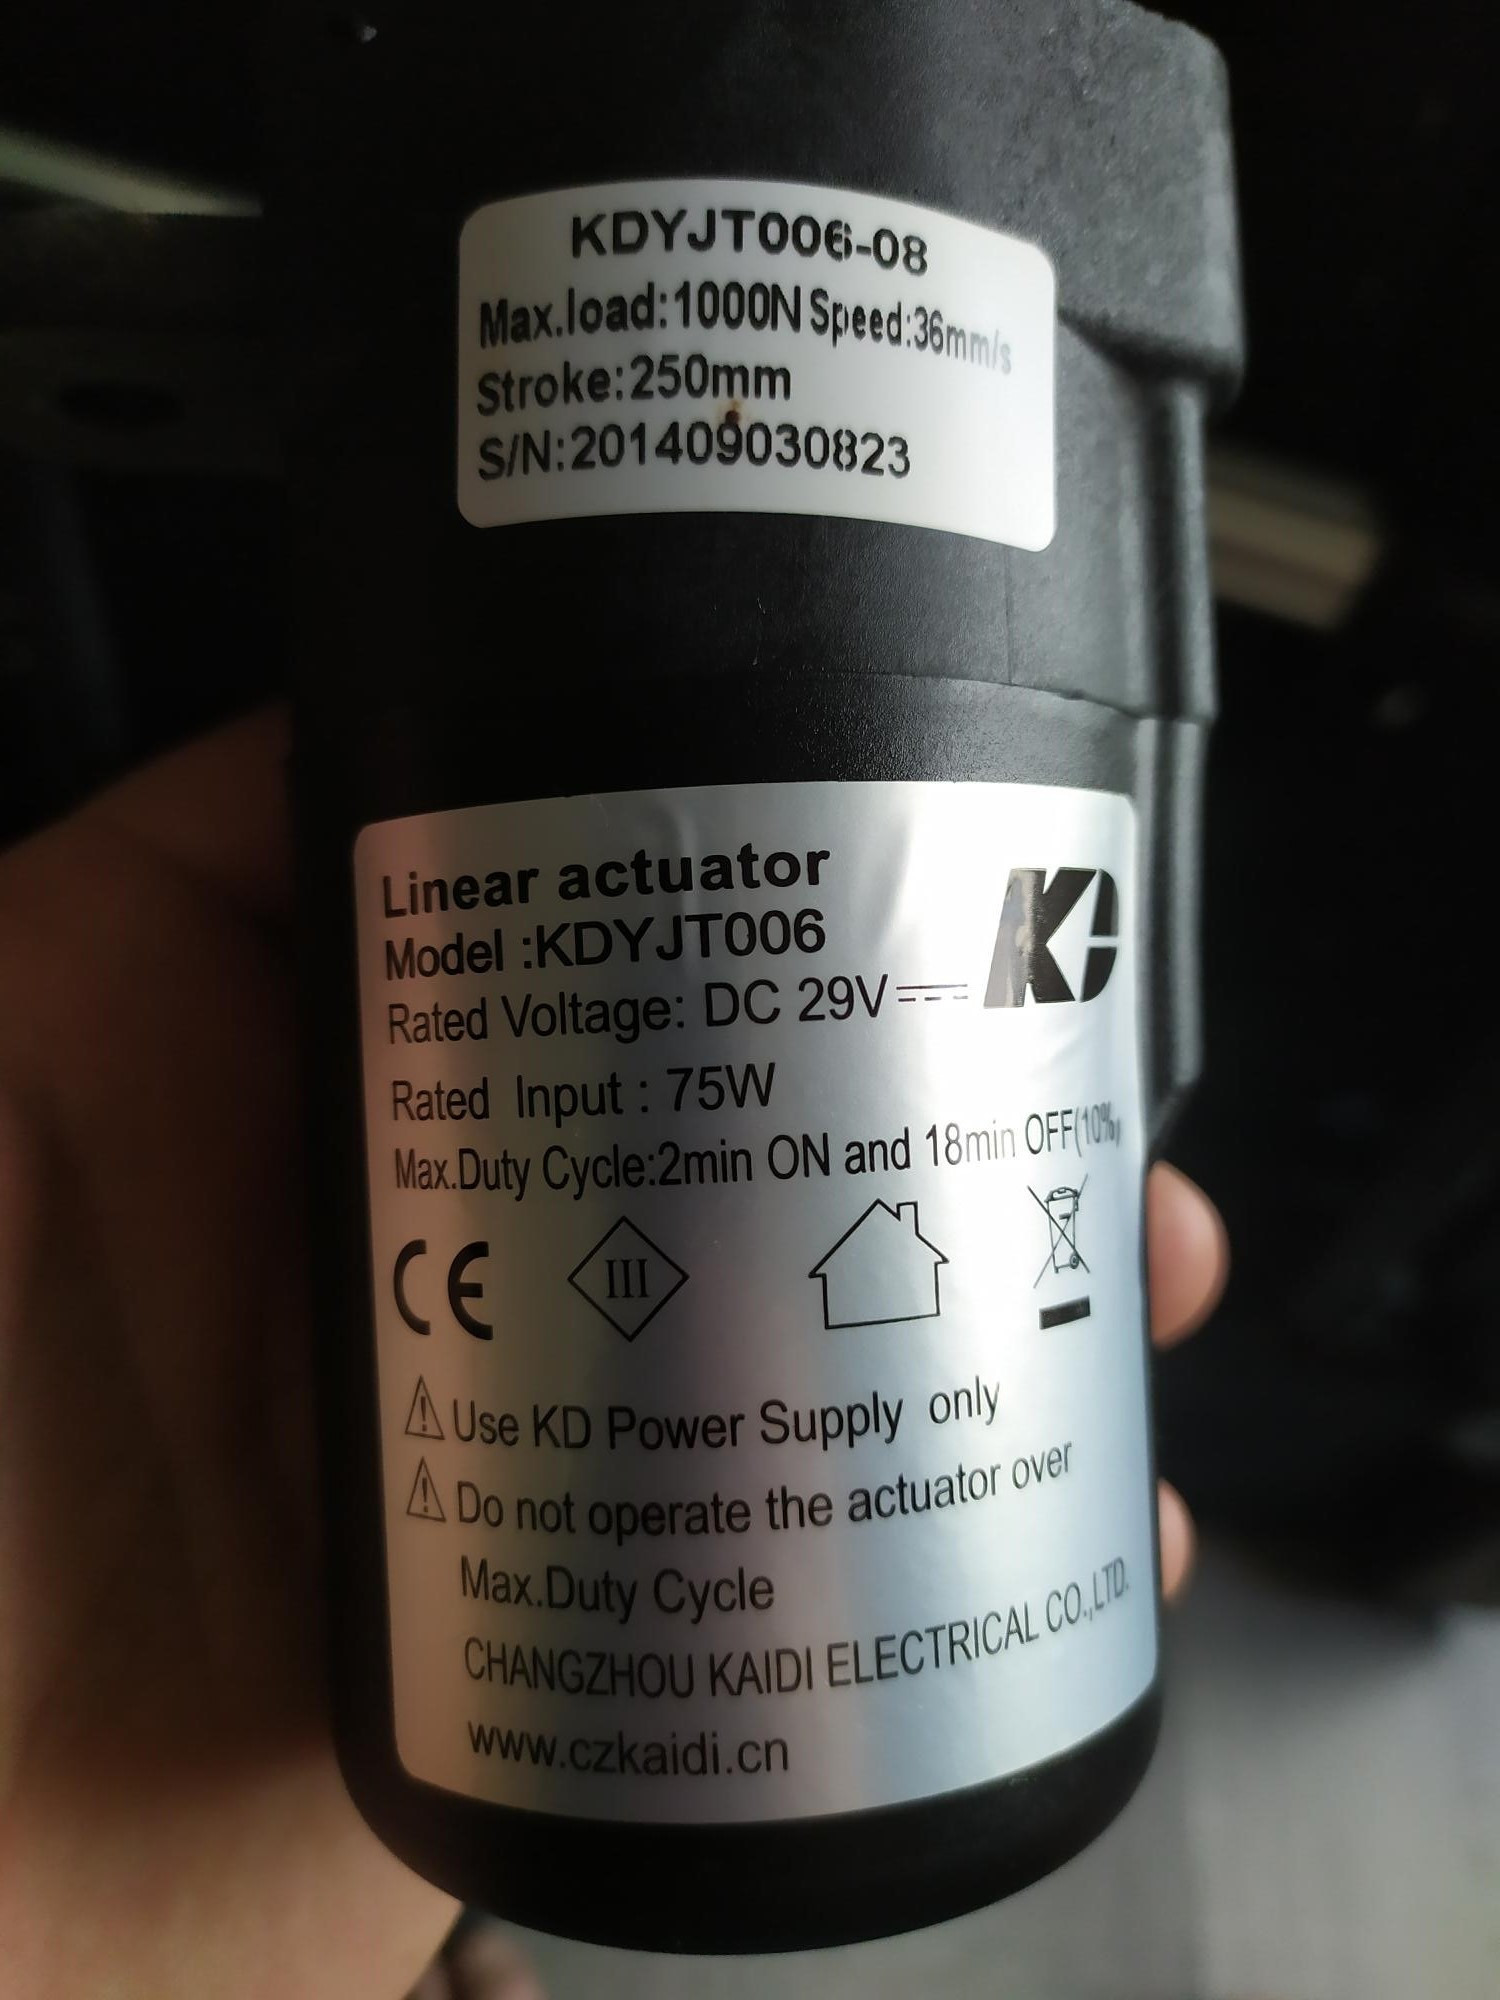 KDYJT006-08
Max.load:1000N Speed:36mm/s
Stroke:250mm
S/N:201409030823
Linear actuator
KD
Model :KDYJT006
Rated Voltage: DC 29V
Rated Input : 75W
Max.Duty Cycle:2min ON and 18min OFF(10%)
CE
III
Use KD Power Supply only
Do not operate the actuator over
Max.Duty Cycle
CHANGZHOU KAIDI ELECTRICAL CO.,LTD.
www.czkaidi.cn